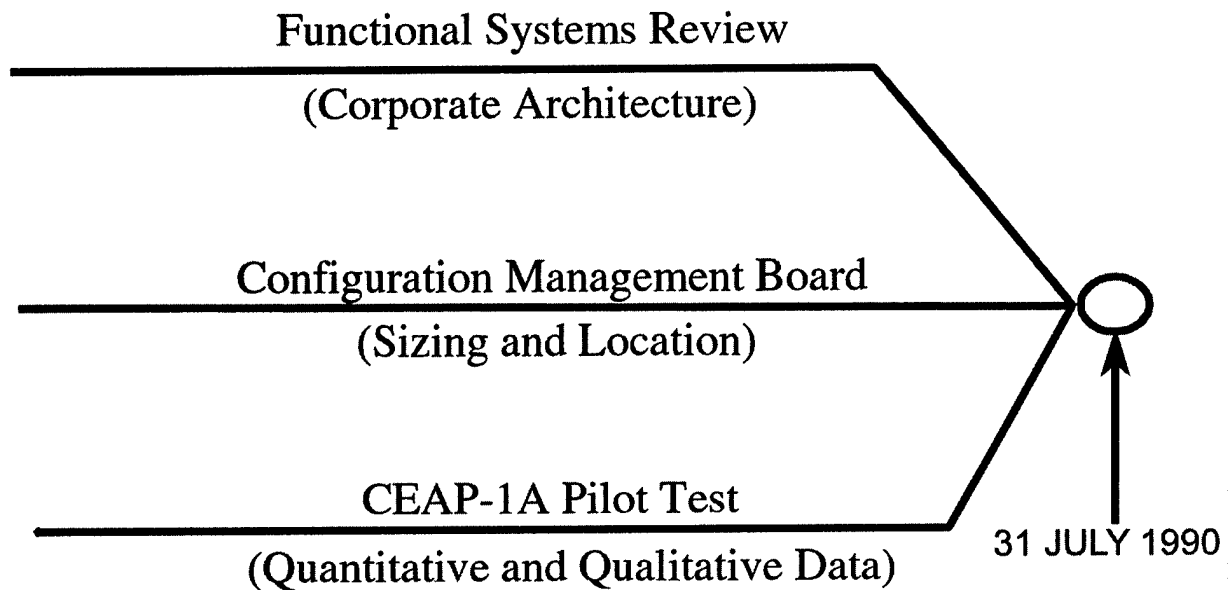 Functional Systems Review
(Corporate Architecture)
Configuration Management Board
(Sizing and Location)
CEAP-1A Pilot Test
(Quantitative and Qualitative Data)
31 JULY 1990